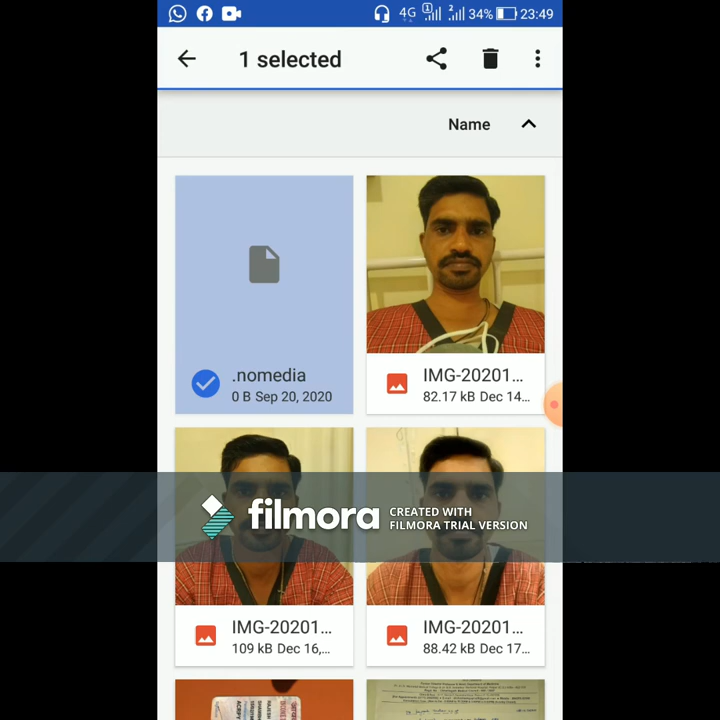 4G 1 2 34% 23:49
1 selected
Name
.nomedia
0 B Sep 20, 2020
IMG-20201...
82.17 kB Dec 14...
filmora
CREATED WITH
FILMORA TRIAL VERSION
IMG-20201...
109 kB Dec 16,...
IMG-20201...
88.42 kB Dec 17...